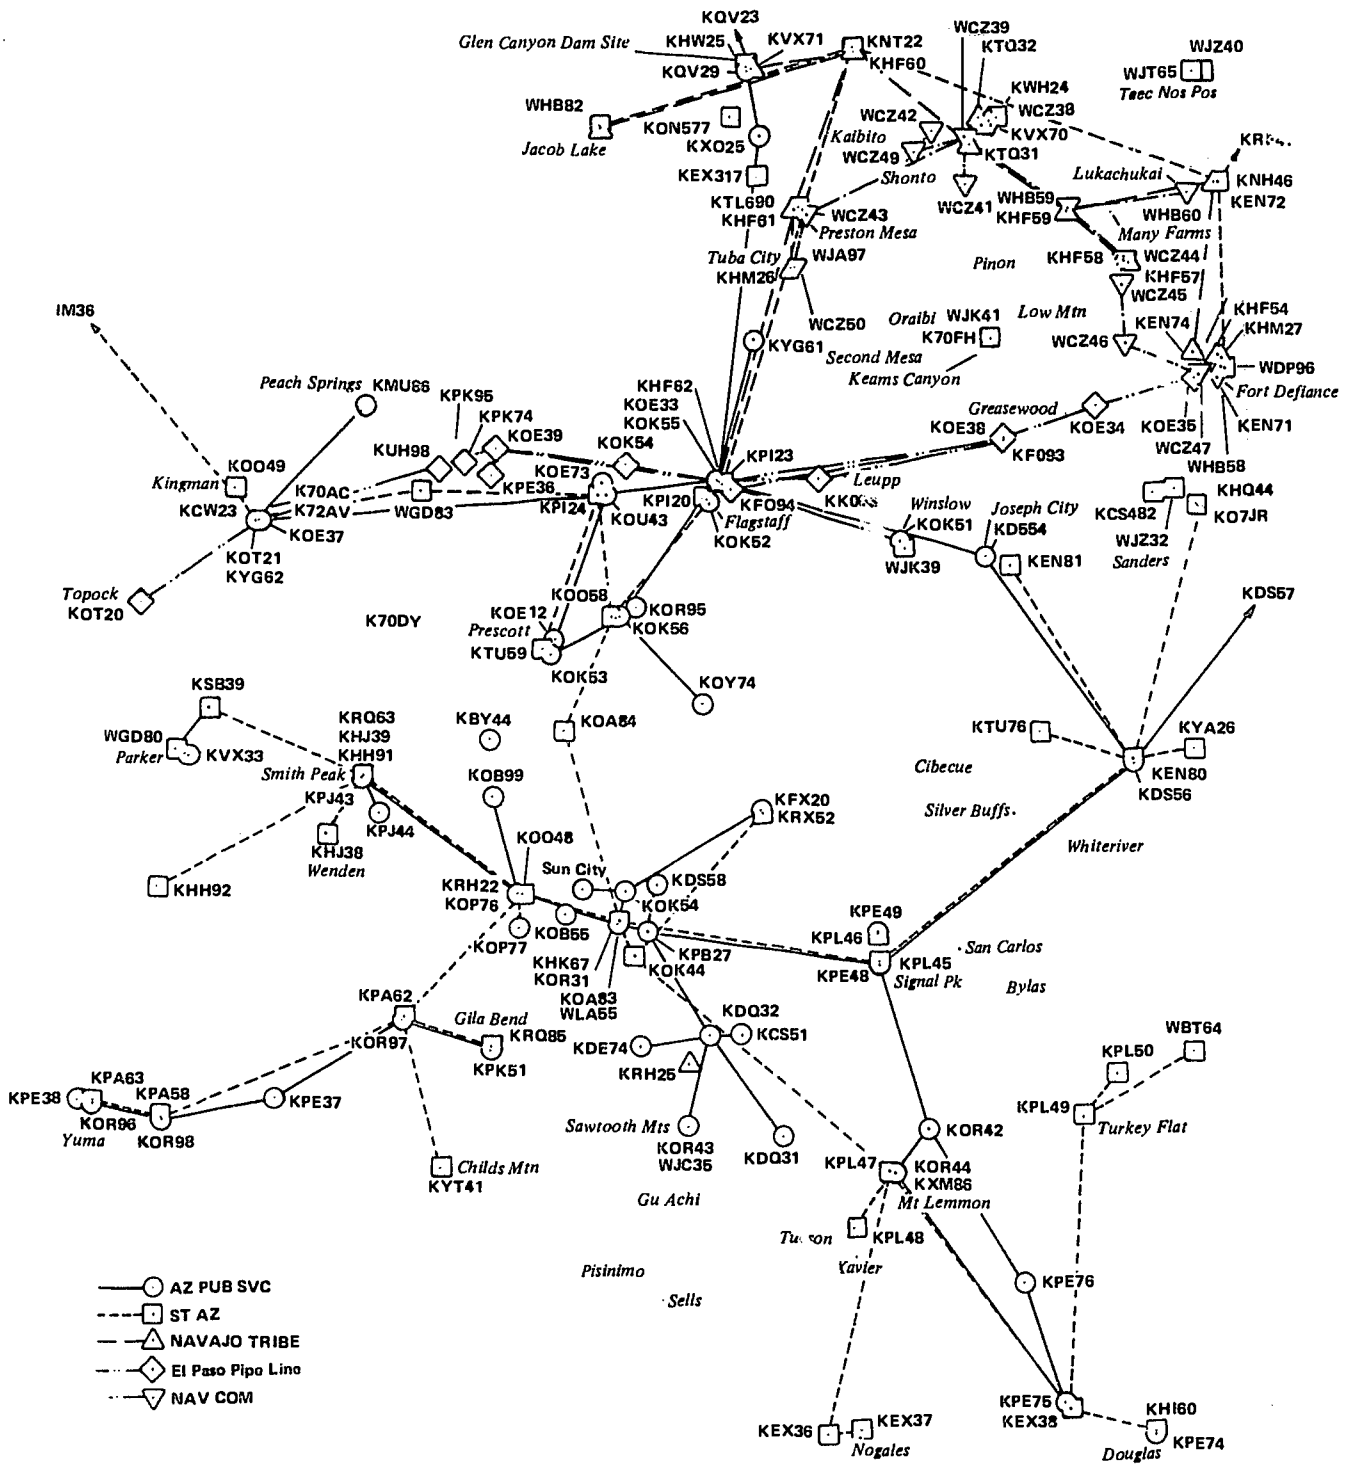 KQV23
WCZ39
Glen Canyon Dam Site
KHW25
KVX71
KNT22
KTQ32
WJZ40
KQV29
KHF60
WJT65
KWH24
Teec Nos Pos
WHB82
KON577
WCZ42
WCZ38
Kaibito
KVX70
Jacob Lake
KXO25
WCZ49
KTQ31
Lukachukai
KEX317
Shonto
KNH46
KTL690
WCZ41
WHB59
KEN72
KHF61
WCZ43
KHF59
WHB60
Preston Mesa
Many Farms
Tuba City
WJA97
Pinon
KHF58
WCZ44
KHM26
KHF57
WCZ45
IM36
WCZ50
Oraibi
WJK41
Low Mtn
KHF54
K70FH
KEN74
KHM27
KYG61
WCZ46
Second Mesa
Keams Canyon
WDP96
Peach Springs
KMU86
KHF62
Fort Defiance
KPK95
KOE33
Greasewood
KPK74
KOK55
KOE38
KOE34
KOE35
KEN71
KUH98
KOE39
KOK54
KPI23
KF093
WCZ47
KOE73
WHB58
KOO49
Kingman
K70AC
KPE36
KPI20
KFO94
Leupp
KHQ44
KCW23
K72AV
KPI24
Winslow
Joseph City
KCS482
KO7JR
WGD83
KOU43
Flagstaff
KOK51
KD554
KOE37
KOK52
WJZ32
KOT21
WJK39
KEN81
Sanders
KYG62
Topock
KOO58
KDS57
KOT20
K70DY
KOE12
KOR95
Prescott
KOK56
KTU59
KOK53
KSB39
KOY74
KRQ63
KBY44
KOA84
KTU76
KYA26
WGD80
KHJ39
Parker
KVX33
KHH91
Cibecue
Smith Peak
KOB99
KEN80
KPJ43
KDS56
KFX20
Silver Buffs
KPJ44
KRX52
KHJ38
KOO48
Whiteriver
Wenden
Sun City
KHH92
KRH22
KDS58
KOP76
KOK54
KPE49
KOB55
KPL46
San Carlos
KOP77
KPB27
KHK67
KOK44
KPE48
KPL45
KOR31
Signal Pk
Bylas
KOA83
KPA62
WLA55
Gila Bend
KDQ32
WBT64
KRQ85
KOR97
KDE74
KCS51
KPL50
KPK51
KRH25
KPA63
KPA58
KPE38
KPE37
KPL49
KOR96
Sawtooth Mts
Turkey Flat
Yuma
KOR98
KOR43
KOR42
WJC35
KDQ31
Childs Mtn
KPL47
KOR44
KYT41
KXM86
Gu Achi
Mt Lemmon
KPL48
Pisinimo
KPE76
Sells
AZ PUB SVC
ST AZ
NAVAJO TRIBE
El Paso Pipe Line
NAV COM
KPE75
KHI60
KEX37
KEX38
KEX36
KPE74
Nogales
Douglas